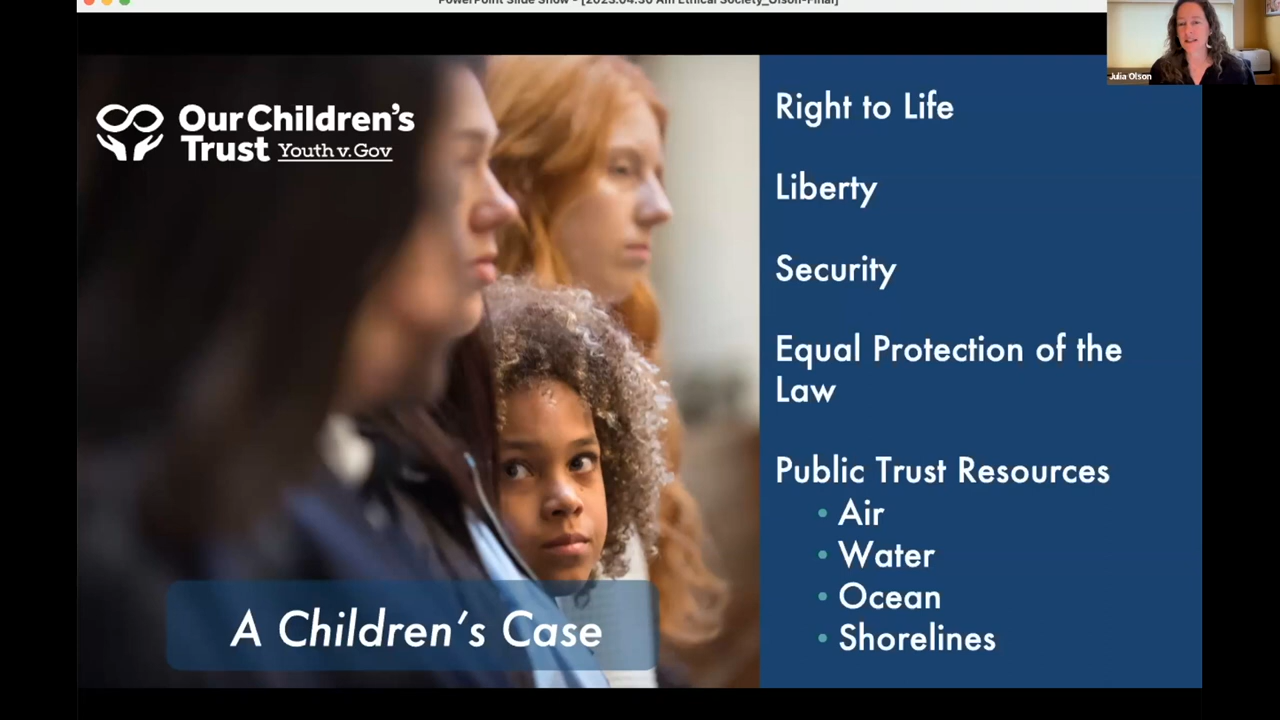 PowerPoint Slide Show - [2023.04.30 Am Ethical Society_Olson-Final]
Julia Olson
Our Children's
Trust Youth v. Gov
Right to Life
Liberty
Security
Equal Protection of the
Law
Public Trust Resources
• Air
• Water
• Ocean
• Shorelines
A Children's Case